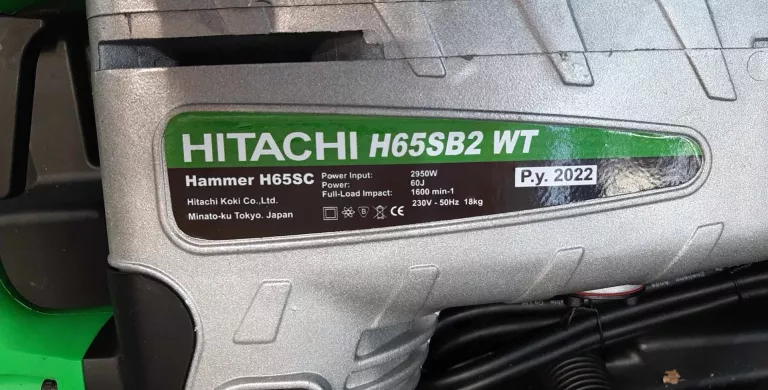 HITACHI H65SB2 WT
Hammer H65SC
Hitachi Koki Co.,Ltd.
Minato-ku Tokyo. Japan
Power Input: 2950W
Power: 60J
Full-Load Impact: 1600 min-1
230V - 50Hz 18kg
CE
P.y. 2022